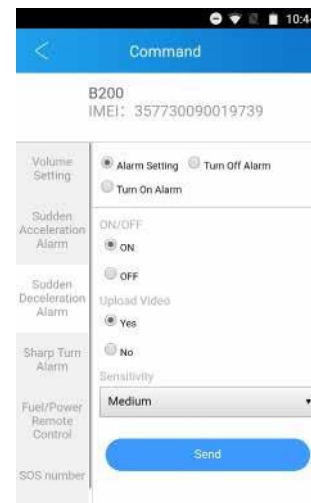 10:44
Command
B200
IMEI: 357730090019739
Volume
Setting
Sudden
Acceleration
Alarm
Sudden
Deceleration
Alarm
Sharp Turn
Alarm
Fuel/Power
Remote
Control
SOS number
Alarm Setting Turn Off Alarm
Turn On Alarm
ON/OFF
ON
OFF
Upload Video
Yes
No
Sensitivity
Medium
Send